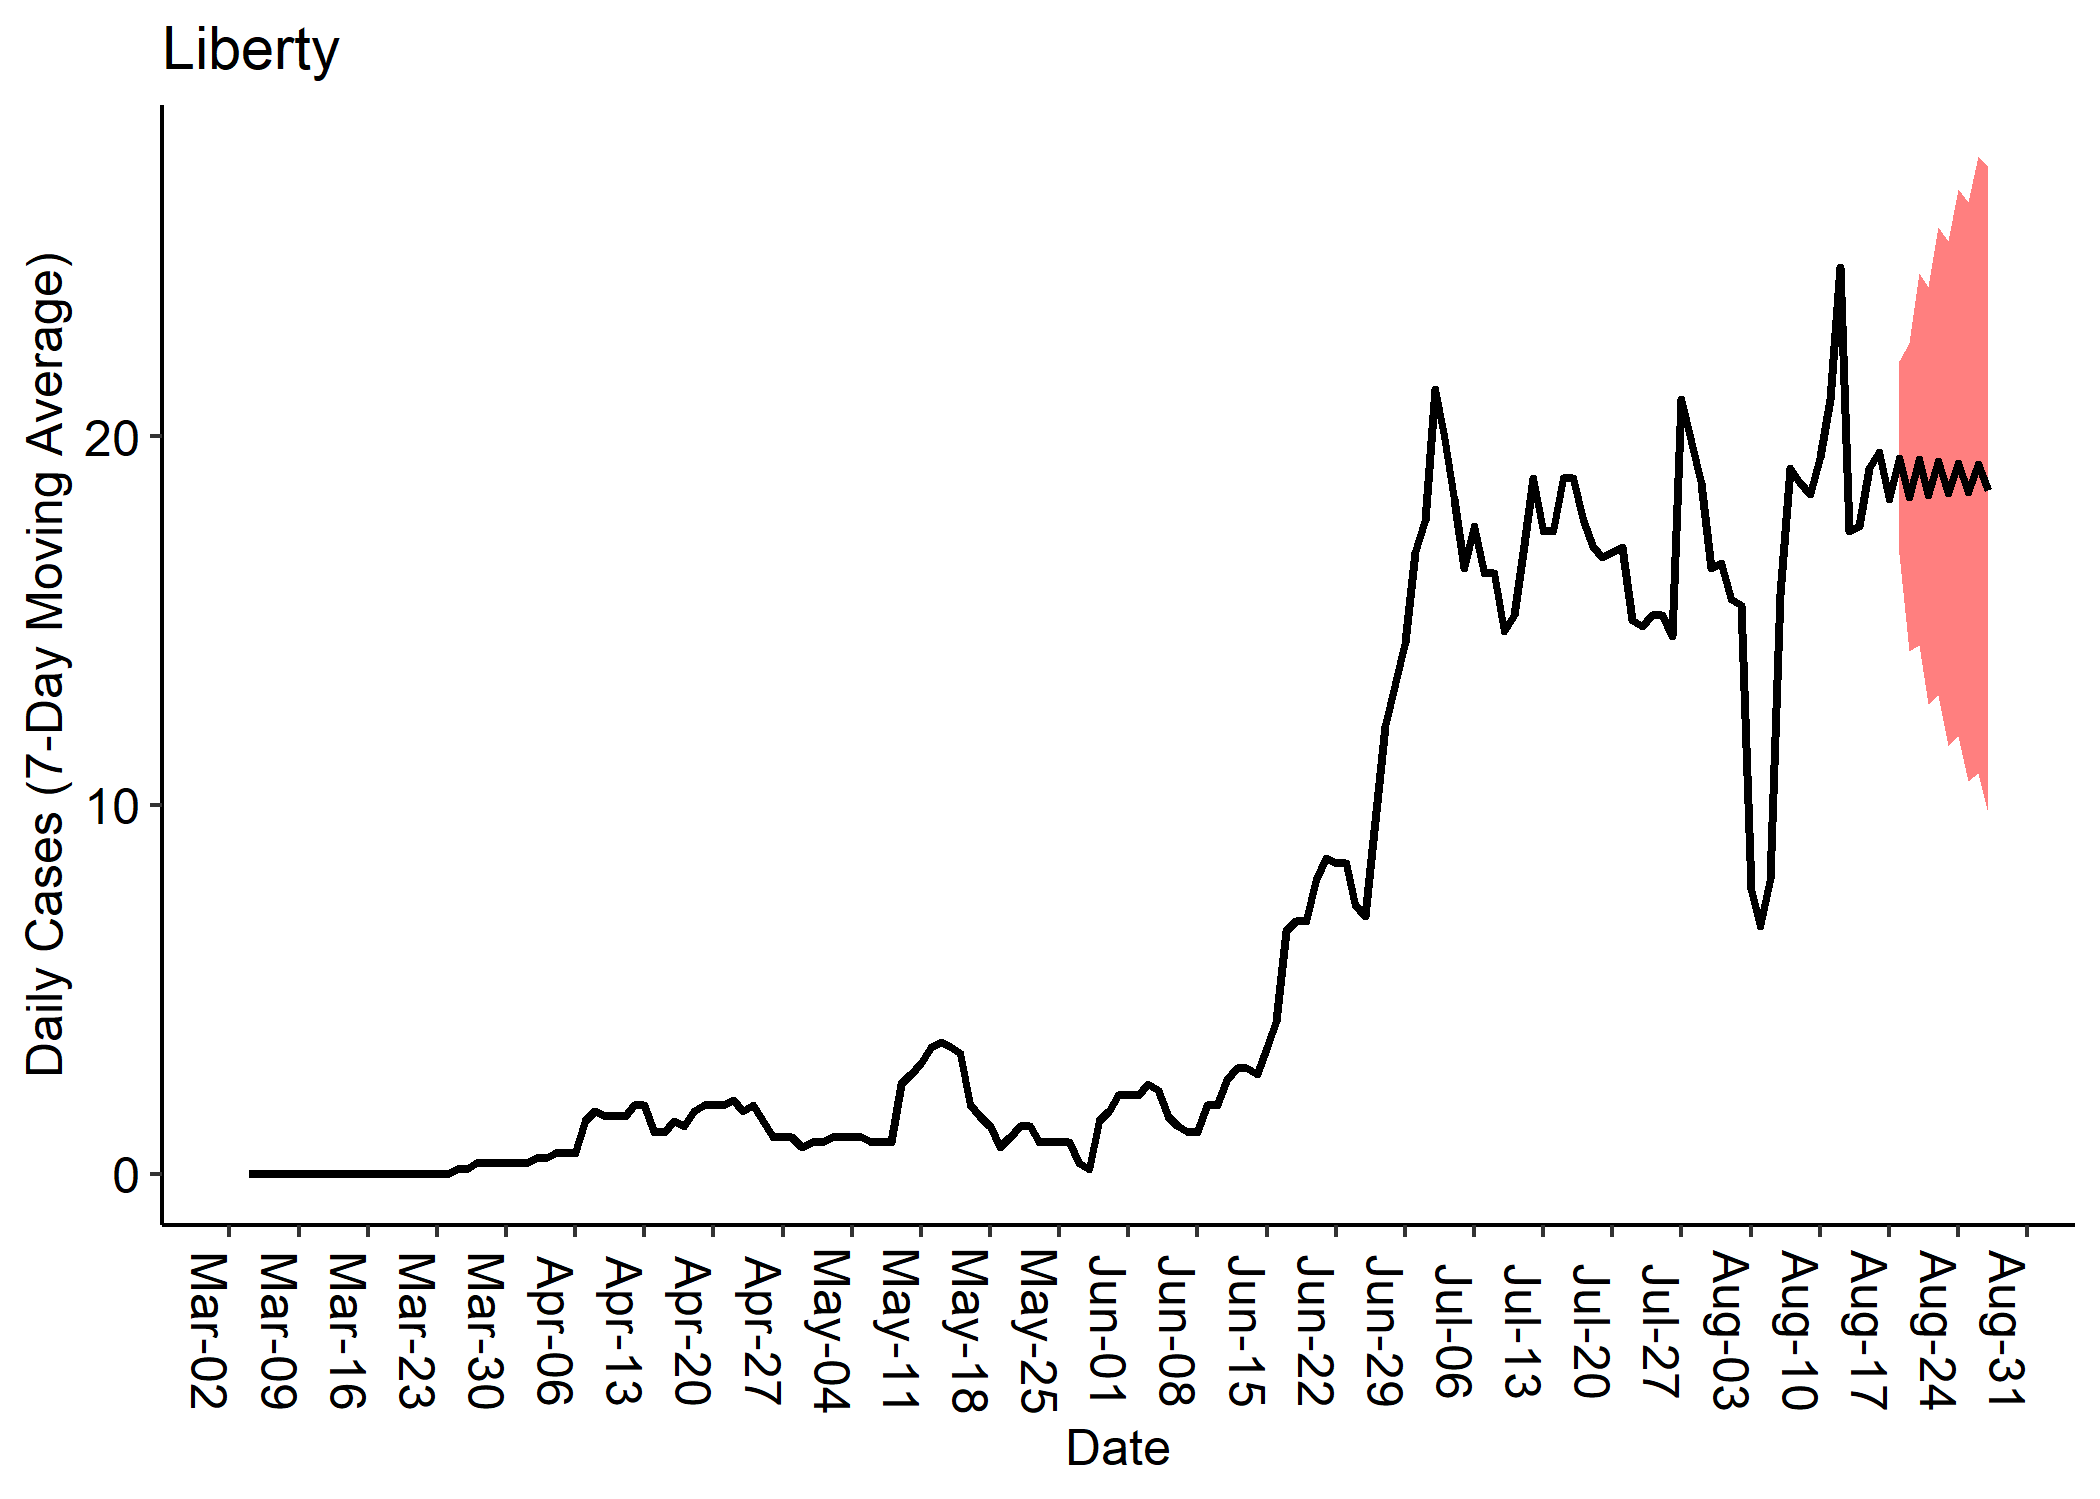 Liberty
Daily Cases (7-Day Moving Average)
20
10
0
Mar-02
Mar-09
Mar-16
Mar-23
Mar-30
Apr-06
Apr-13
Apr-20
Apr-27
May-04
May-11
May-18
May-25
Jun-01
Jun-08
Jun-15
Jun-22
Jun-29
Jul-06
Jul-13
Jul-20
Jul-27
Aug-03
Aug-10
Aug-17
Aug-24
Aug-31
Date